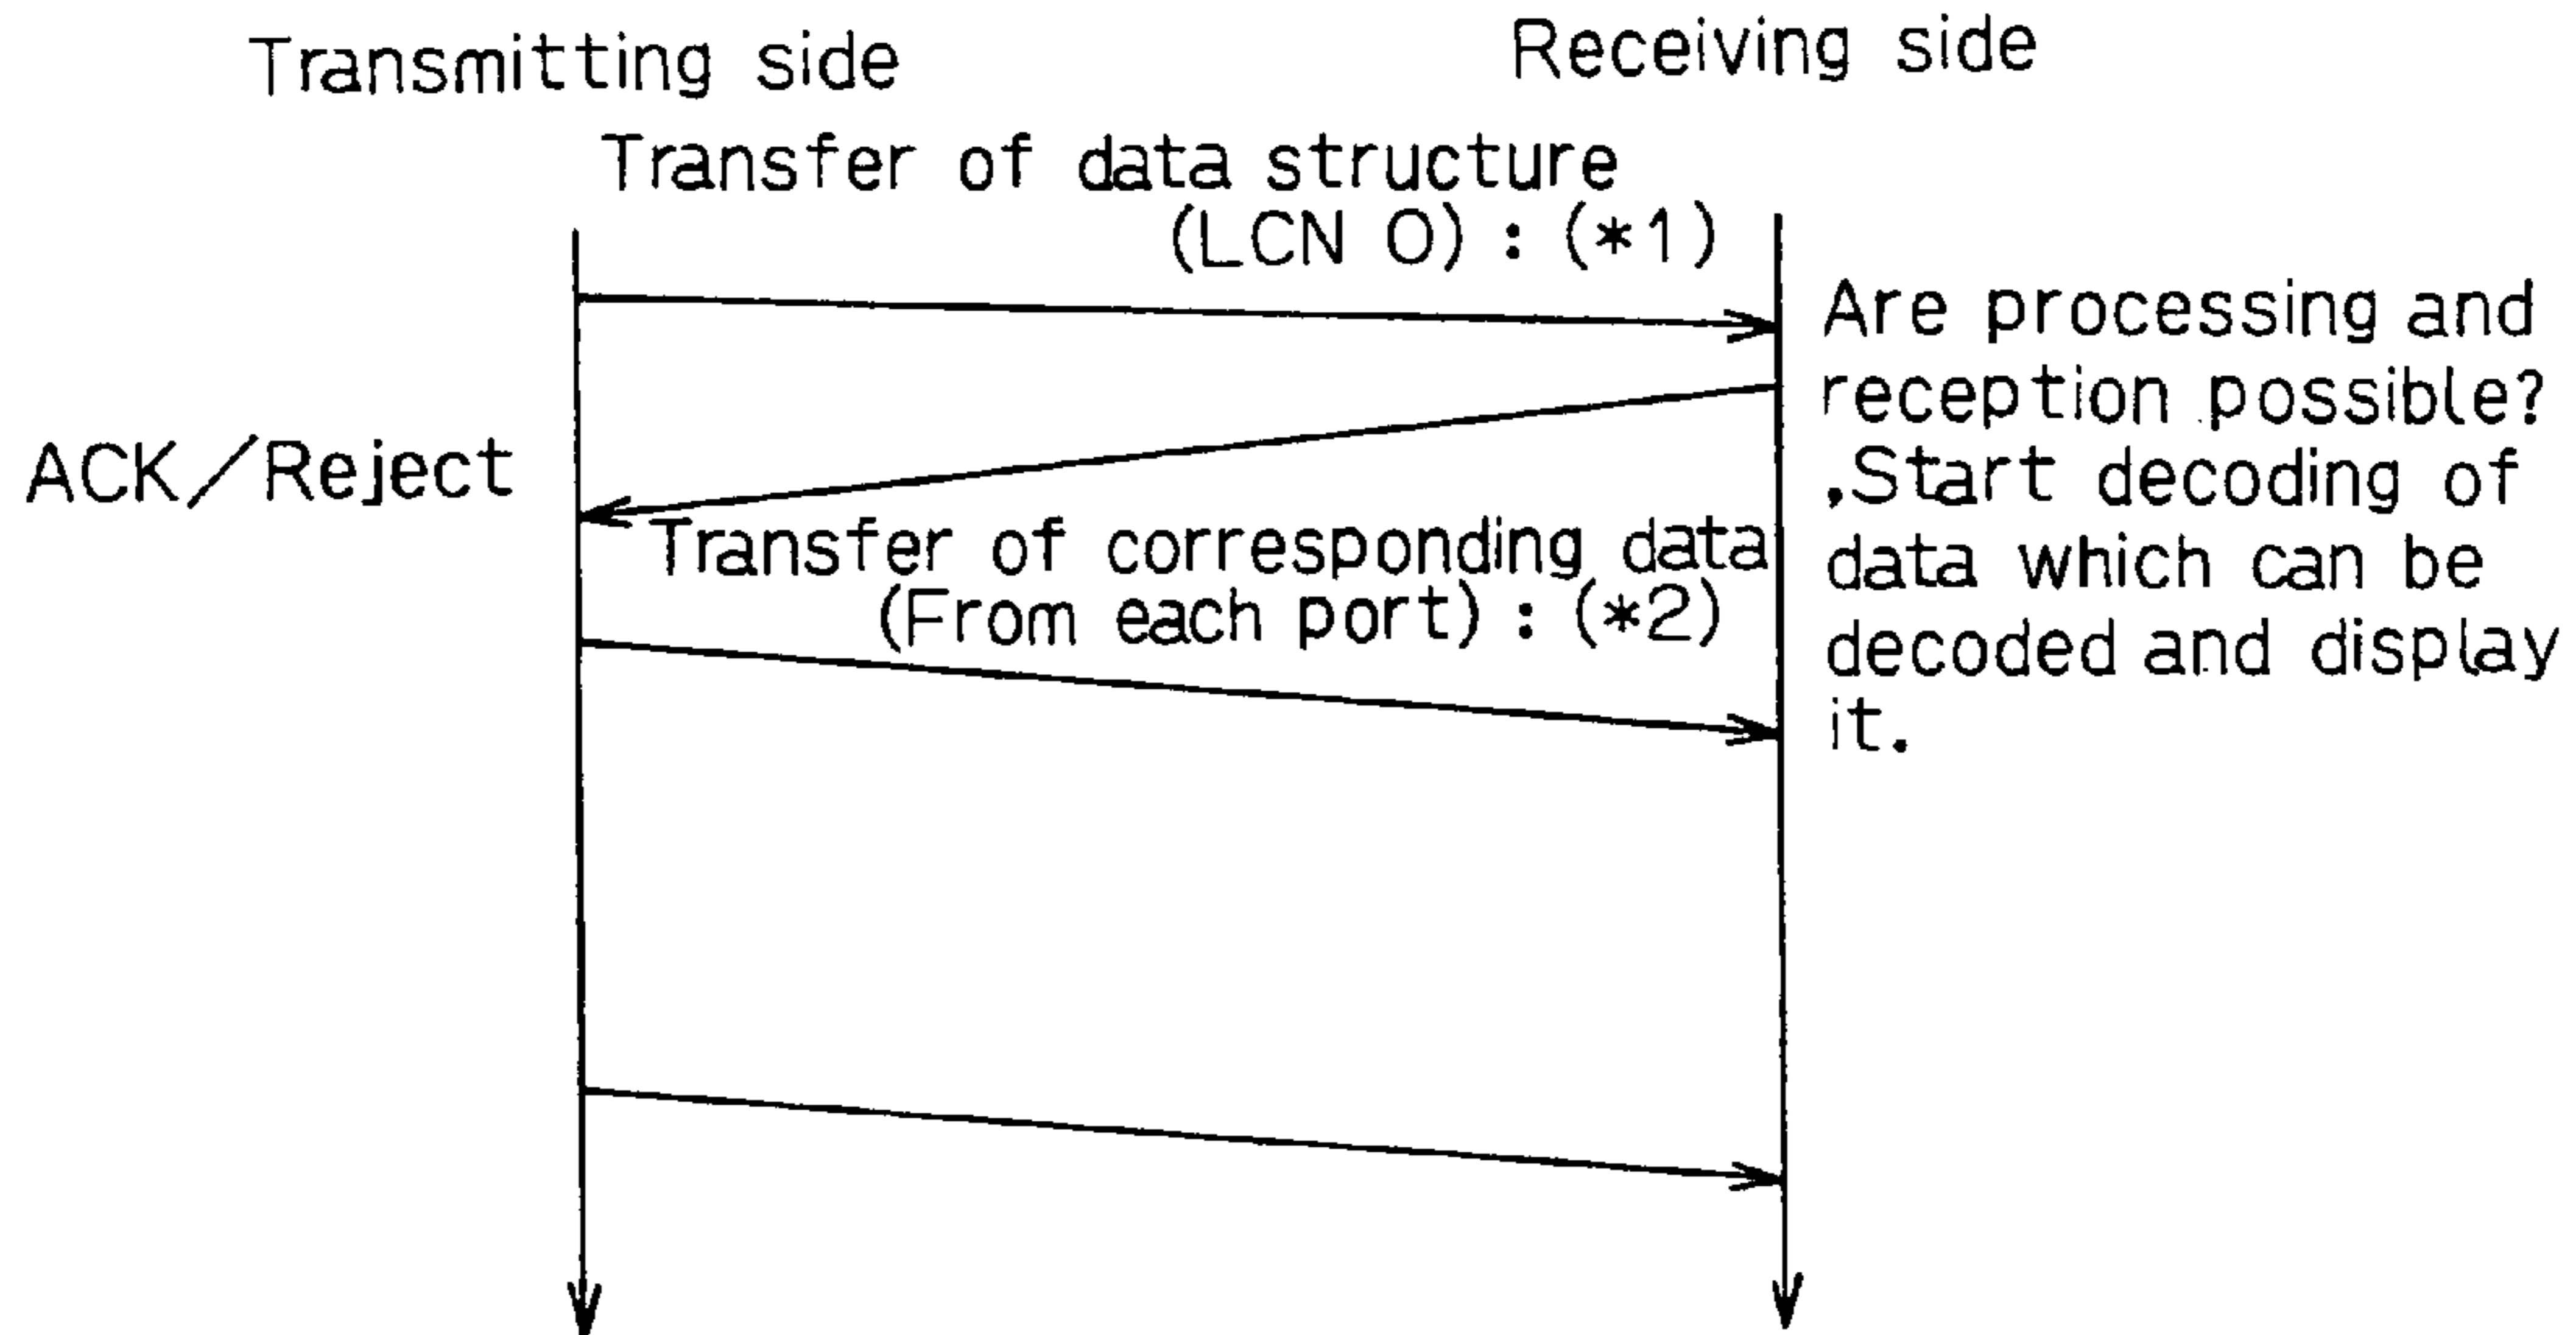 Transmitting side
Receiving side
Transfer of data structure
(LCN 0) : (*1)
Are processing and
reception possible?
,Start decoding of
data which can be
decoded and display
it.
ACK/Reject
Transfer of corresponding data
(From each port) : (*2)